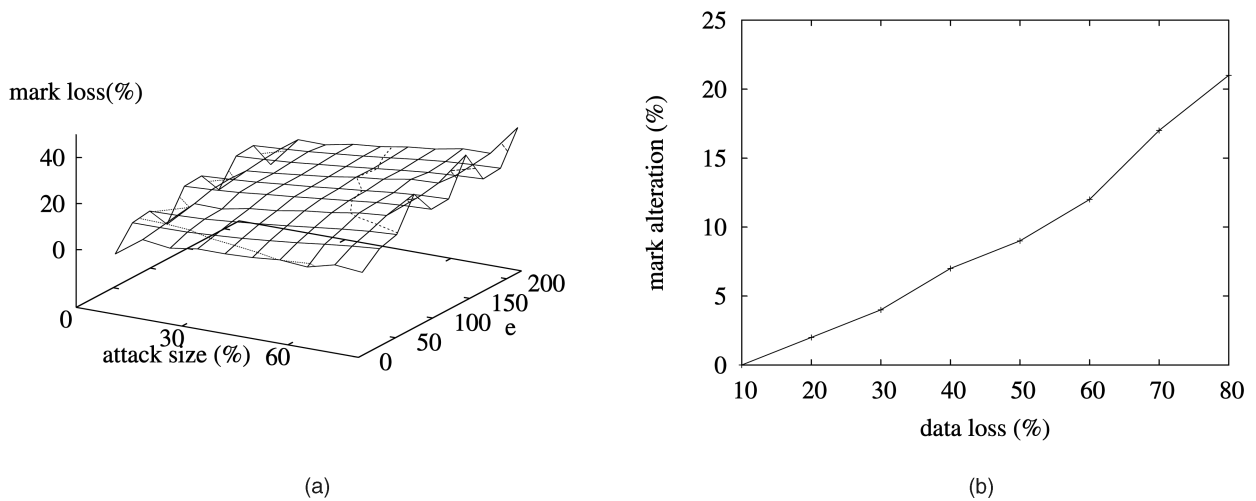 mark loss(%)
40
20
0
0
30
60
attack size (%)
0
50
100
150
200
e
(a)
25
20
15
10
5
0
mark alteration (%)
10 20 30 40 50 60 70 80
data loss (%)
(b)